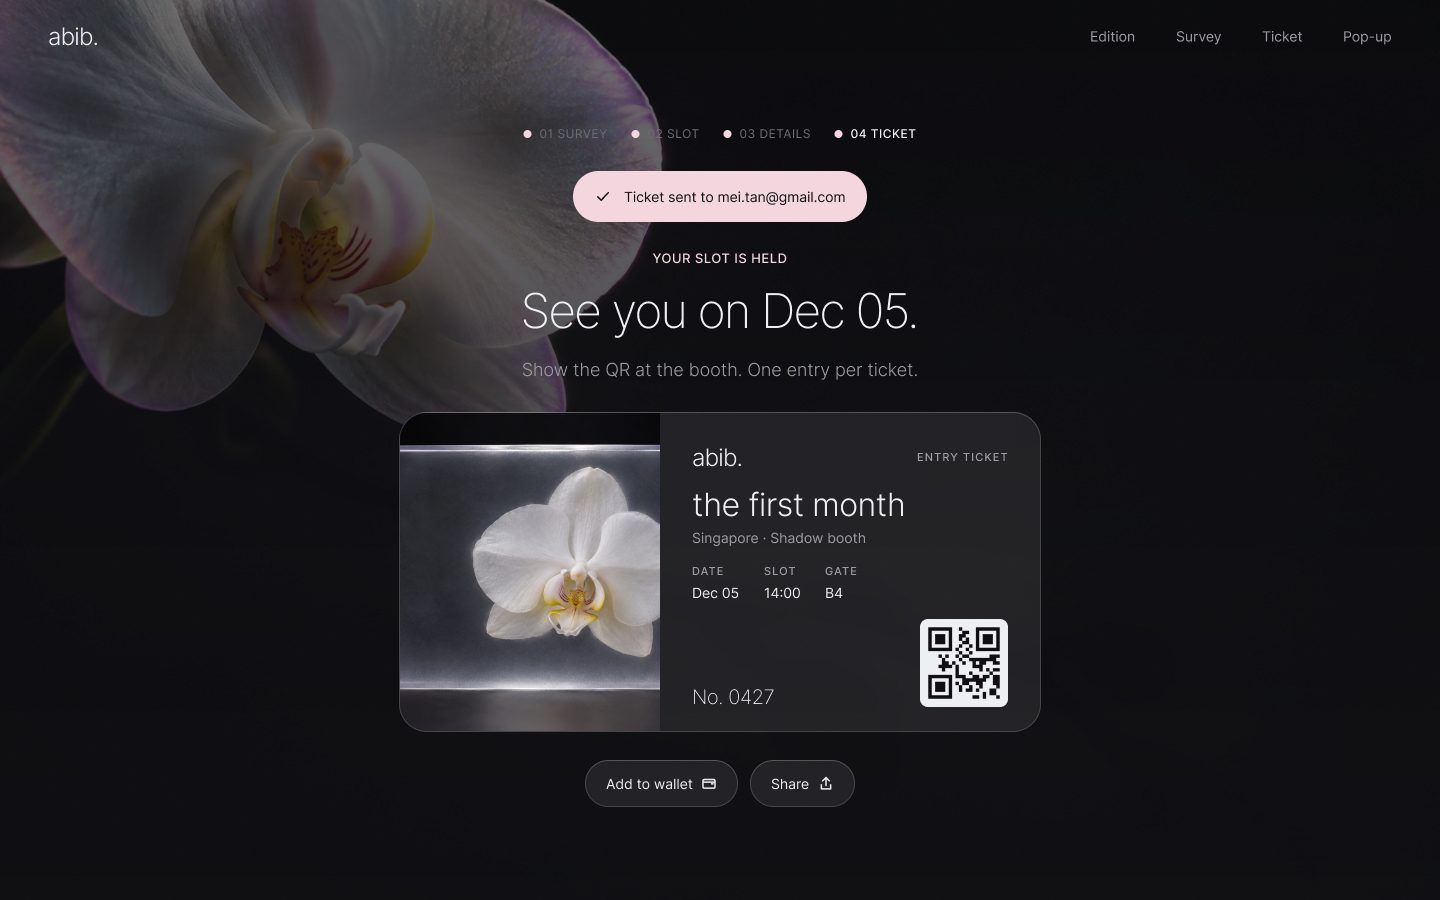 abib.
Edition Survey Ticket Pop-up
01 SURVEY 02 SLOT 03 DETAILS 04 TICKET
Ticket sent to mei.tan@gmail.com
YOUR SLOT IS HELD
See you on Dec 05.
Show the QR at the booth. One entry per ticket.
abib. ENTRY TICKET
the first month
Singapore · Shadow booth
DATE SLOT GATE
Dec 05 14:00 B4
No. 0427
Add to wallet Share